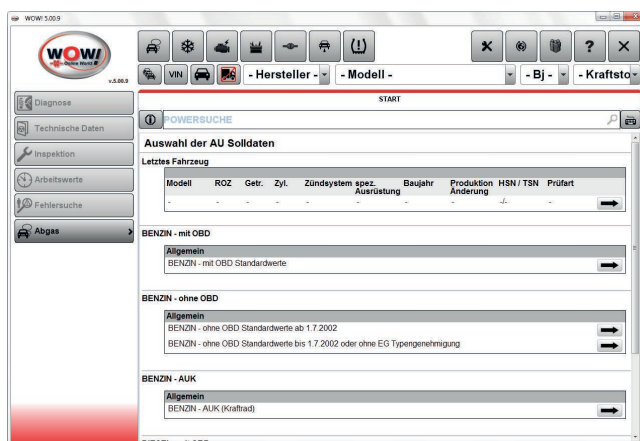 WOW! 5.00.9
WOW!
Online World
v.5.00.9
VIN
- Hersteller -
- Modell -
- Bj -
- Kraftsto
START
POWERSUCHE
Diagnose
Technische Daten
Inspektion
Arbeitswerte
Fehlersuche
Abgas
Auswahl der AU Solldaten
Letztes Fahrzeug
Modell ROZ Getr. Zyl. Zündsystem spez. Ausrüstung Baujahr Produktion Änderung HSN / TSN Prüfart
- - - - - - - - -/- -
BENZIN - mit OBD
Allgemein
BENZIN - mit OBD Standardwerte
BENZIN - ohne OBD
Allgemein
BENZIN - ohne OBD Standardwerte ab 1.7.2002
BENZIN - ohne OBD Standardwerte bis 1.7.2002 oder ohne EG Typengenehmigung
BENZIN - AUK
Allgemein
BENZIN - AUK (Kraftrad)